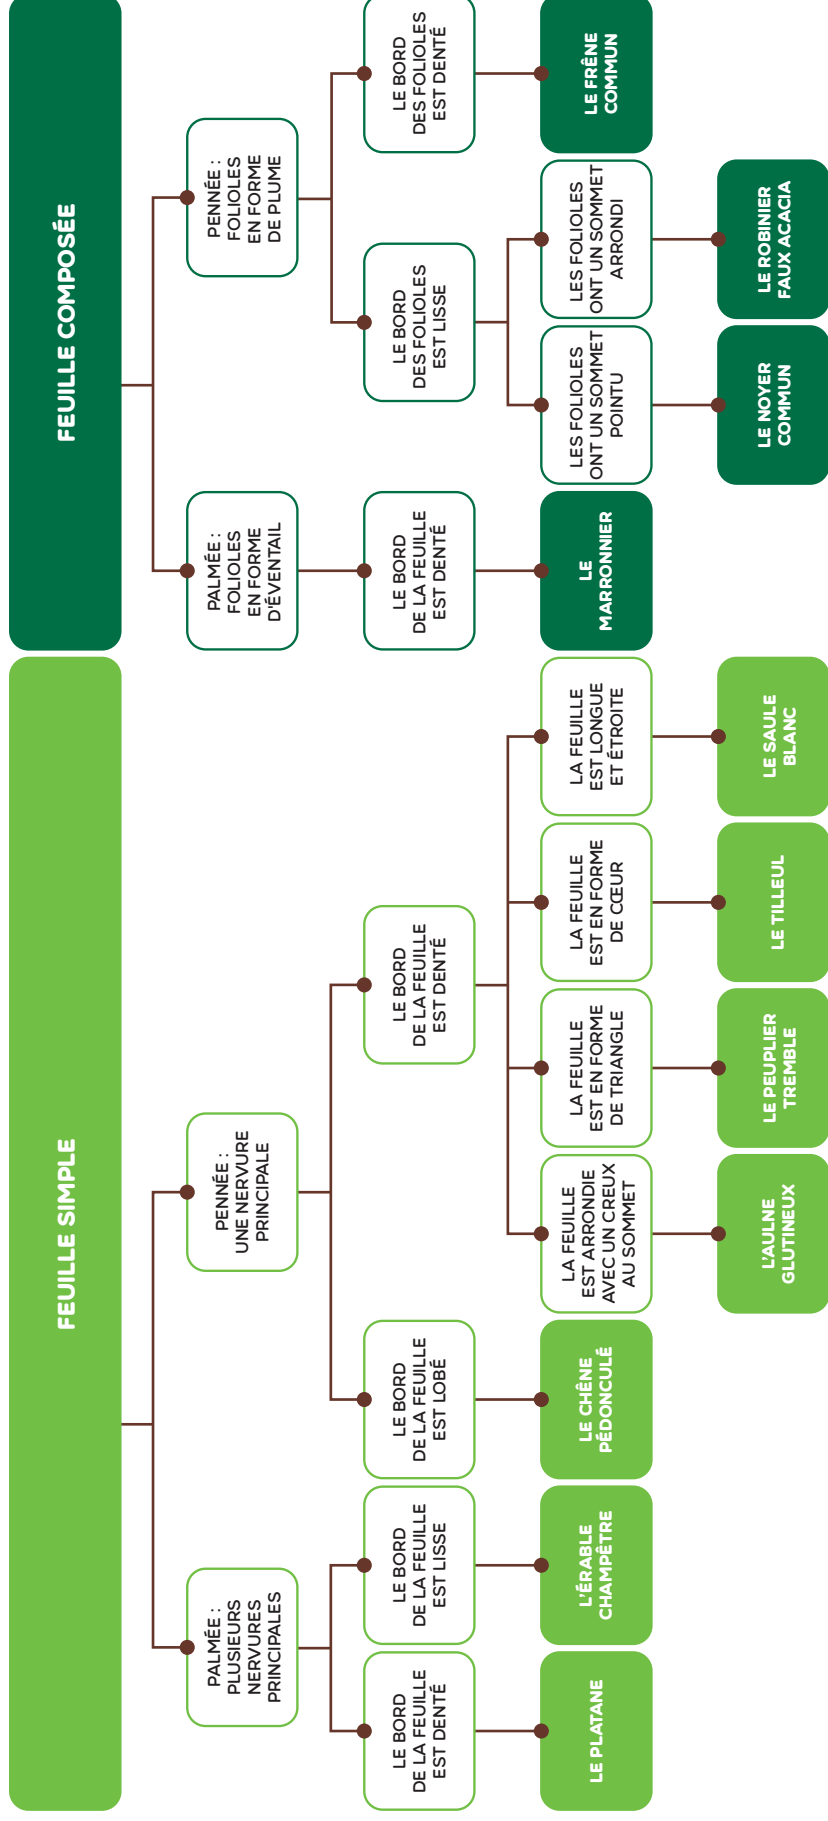 FEUILLE SIMPLE
FEUILLE COMPOSÉE
PALMÉE :
PLUSIEURS
NERVURES
PRINCIPALES
PENNÉE :
UNE NERVURE
PRINCIPALE
PALMÉE :
FOLIOLES
EN FORME
D'ÉVENTAIL
PENNÉE :
FOLIOLES
EN FORME
DE PLUME
LE BORD
DE LA FEUILLE
EST DENTÉ
LE BORD
DE LA FEUILLE
EST LISSE
LE BORD
DE LA FEUILLE
EST LOBÉ
LE BORD
DE LA FEUILLE
EST DENTÉ
LE BORD
DE LA FEUILLE
EST DENTÉ
LE BORD
DES FOLIOLES
EST LISSE
LE BORD
DES FOLIOLES
EST DENTÉ
LE PLATANE
L'ÉRABLE
CHAMPÊTRE
LE CHÊNE
PÉDONCULÉ
LA FEUILLE
EST ARRONDIE
AVEC UN CREUX
AU SOMMET
LA FEUILLE
EST EN FORME
DE TRIANGLE
LA FEUILLE
EST EN FORME
DE CŒUR
LA FEUILLE
EST LONGUE
ET ÉTROITE
LE
MARRONNIER
LES FOLIOLES
ONT UN SOMMET
POINTU
LES FOLIOLES
ONT UN SOMMET
ARRONDI
LE FRÊNE
COMMUN
L'AULNE
GLUTINEUX
LE PEUPLIER
TREMBLE
LE TILLEUL
LE SAULE
BLANC
LE NOYER
COMMUN
LE ROBINIER
FAUX ACACIA